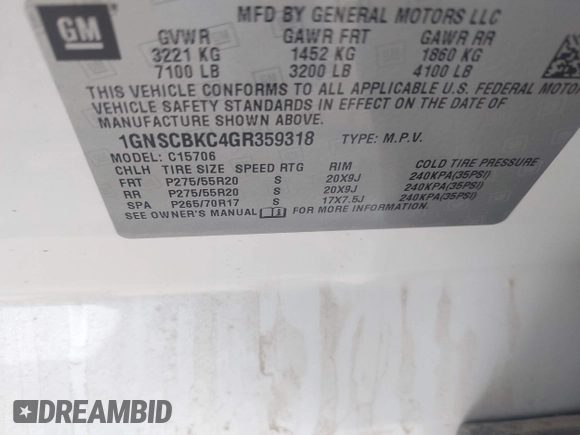 GM
MFD BY GENERAL MOTORS LLC
GVWR GAWR FRT GAWR RR
3221 KG 1452 KG 1860 KG
7100 LB 3200 LB 4100 LB
THIS VEHICLE CONFORMS TO ALL APPLICABLE U.S. FEDERAL MOTOR
VEHICLE SAFETY STANDARDS IN EFFECT ON THE DATE OF
MANUFACTURE SHOWN ABOVE.
1GNSCBKC4GR359318 TYPE: M.P.V.
MODEL: C15706
CHLH TIRE SIZE SPEED RTG RIM COLD TIRE PRESSURE
FRT P275/55R20 S 20X9J 240KPA(35PSI)
RR P275/55R20 S 20X9J 240KPA(35PSI)
SPA P265/70R17 S 17X7.5J 240KPA(35PSI)
SEE OWNER'S MANUAL FOR MORE INFORMATION.
DREAMBID